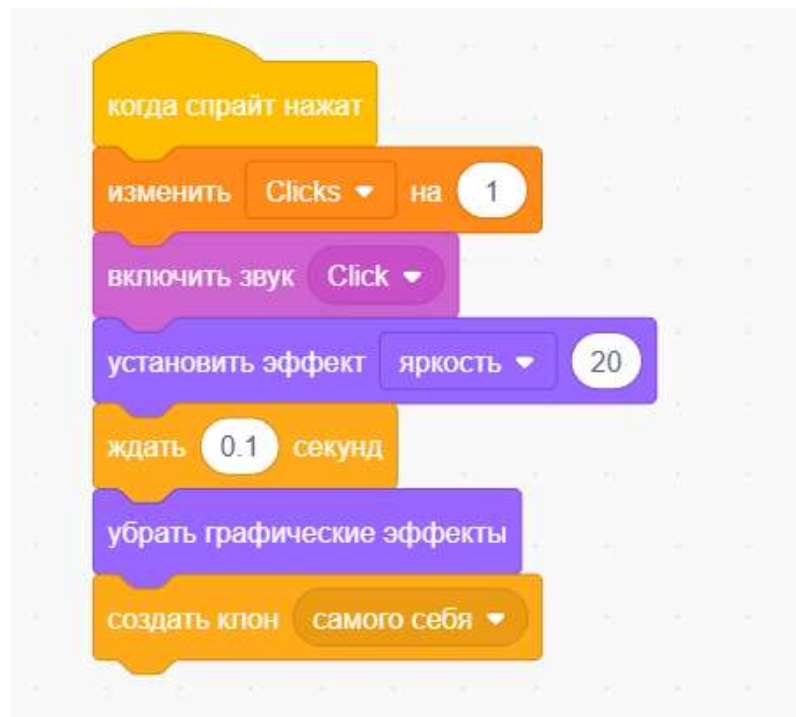 когда спрайт нажат
изменить Clicks на 1
включить звук Click
установить эффект яркость 20
ждать 0.1 секунд
убрать графические эффекты
создать клон самого себя